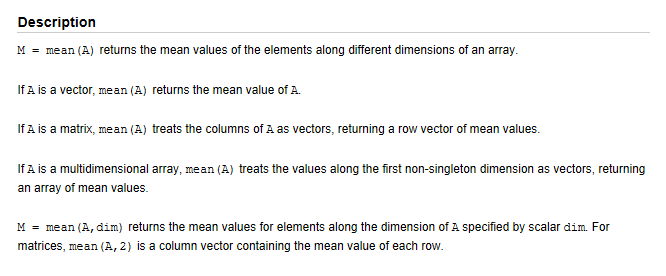 Description
M = mean(A) returns the mean values of the elements along different dimensions of an array.
If A is a vector, mean(A) returns the mean value of A.
If A is a matrix, mean(A) treats the columns of A as vectors, returning a row vector of mean values.
If A is a multidimensional array, mean(A) treats the values along the first non-singleton dimension as vectors, returning
an array of mean values.
M = mean(A,dim) returns the mean values for elements along the dimension of A specified by scalar dim. For
matrices, mean(A,2) is a column vector containing the mean value of each row.